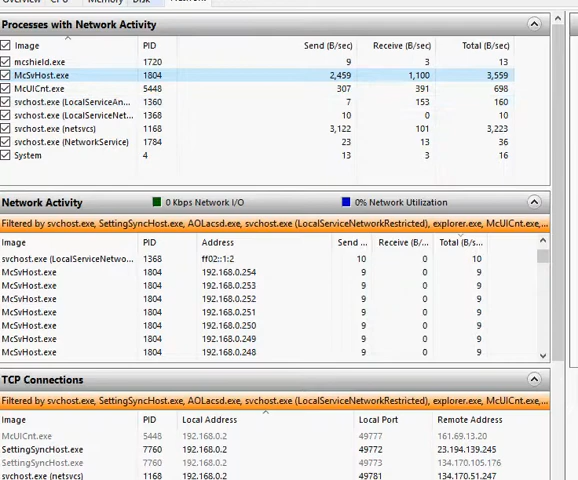 Overview CPU Memory Disk Network
Processes with Network Activity
Image PID Send (B/sec) Receive (B/sec) Total (B/sec)
mcshield.exe 1720 9 3 13
McSvHost.exe 1804 2,459 1,100 3,559
McUICnt.exe 5448 307 391 698
svchost.exe (LocalServiceAn... 1360 7 153 160
svchost.exe (LocalServiceNet... 1368 10 0 10
svchost.exe (netsvcs) 1168 3,122 101 3,223
svchost.exe (NetworkService) 1784 23 13 36
System 4 13 3 16
Network Activity 0 Kbps Network I/O 0% Network Utilization
Filtered by svchost.exe, SettingSyncHost.exe, AOLacsd.exe, svchost.exe (LocalServiceNetworkRestricted), explorer.exe, McUICnt.exe,...
Image PID Address Send ... Receive (B/... Total (B/s...
svchost.exe (LocalServiceNetwo... 1368 ff02::1:2 10 0 10
McSvHost.exe 1804 192.168.0.254 9 0 9
McSvHost.exe 1804 192.168.0.253 9 0 9
McSvHost.exe 1804 192.168.0.252 9 0 9
McSvHost.exe 1804 192.168.0.251 9 0 9
McSvHost.exe 1804 192.168.0.250 9 0 9
McSvHost.exe 1804 192.168.0.249 9 0 9
McSvHost.exe 1804 192.168.0.248 9 0 9
TCP Connections
Filtered by svchost.exe, SettingSyncHost.exe, AOLacsd.exe, svchost.exe (LocalServiceNetworkRestricted), explorer.exe, McUICnt.exe,...
Image PID Local Address Local Port Remote Address
McUICnt.exe 5448 192.168.0.2 49777 161.69.13.20
SettingSyncHost.exe 7760 192.168.0.2 49772 23.194.139.245
SettingSyncHost.exe 7760 192.168.0.2 49773 134.170.105.176
svchost.exe (netsvcs) 1168 192.168.0.2 49781 134.170.51.247